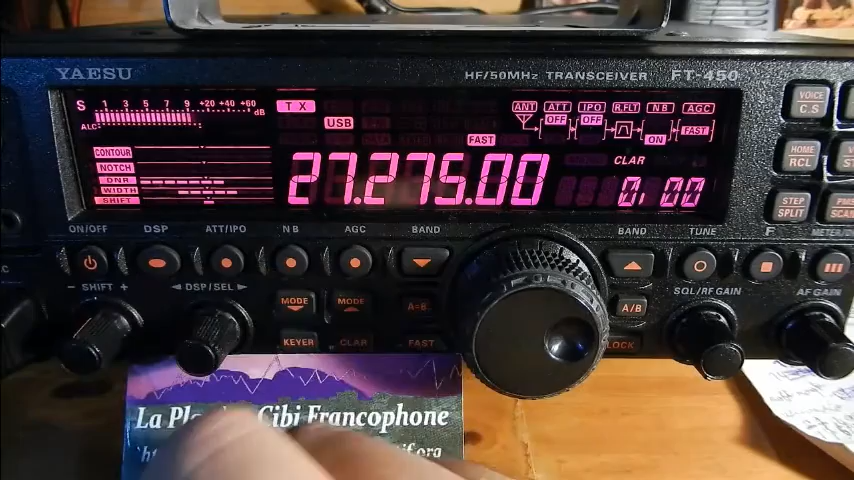 YAESU
HF/50MHz TRANSCEIVER FT-450
S 1 3 5 7 9 +20 +40 +60 dB
ALC
TX
USB
FAST
ANT ATT IPO R.FLT NB AGC
OFF OFF ON FAST
CONTOUR
NOTCH
DNR
WIDTH
SHIFT
27.275.00
CLAR
0.00
VOICE
C.S
HOME
RCL
STEP
SPLIT
F
ON/OFF DSP ATT/IPO NB AGC BAND BAND TUNE
- SHIFT + DSP/SEL MODE MODE A=B A/B SQL/RF GAIN AF GAIN
KEYER CLAR FAST LOCK
La Cibi Francophone